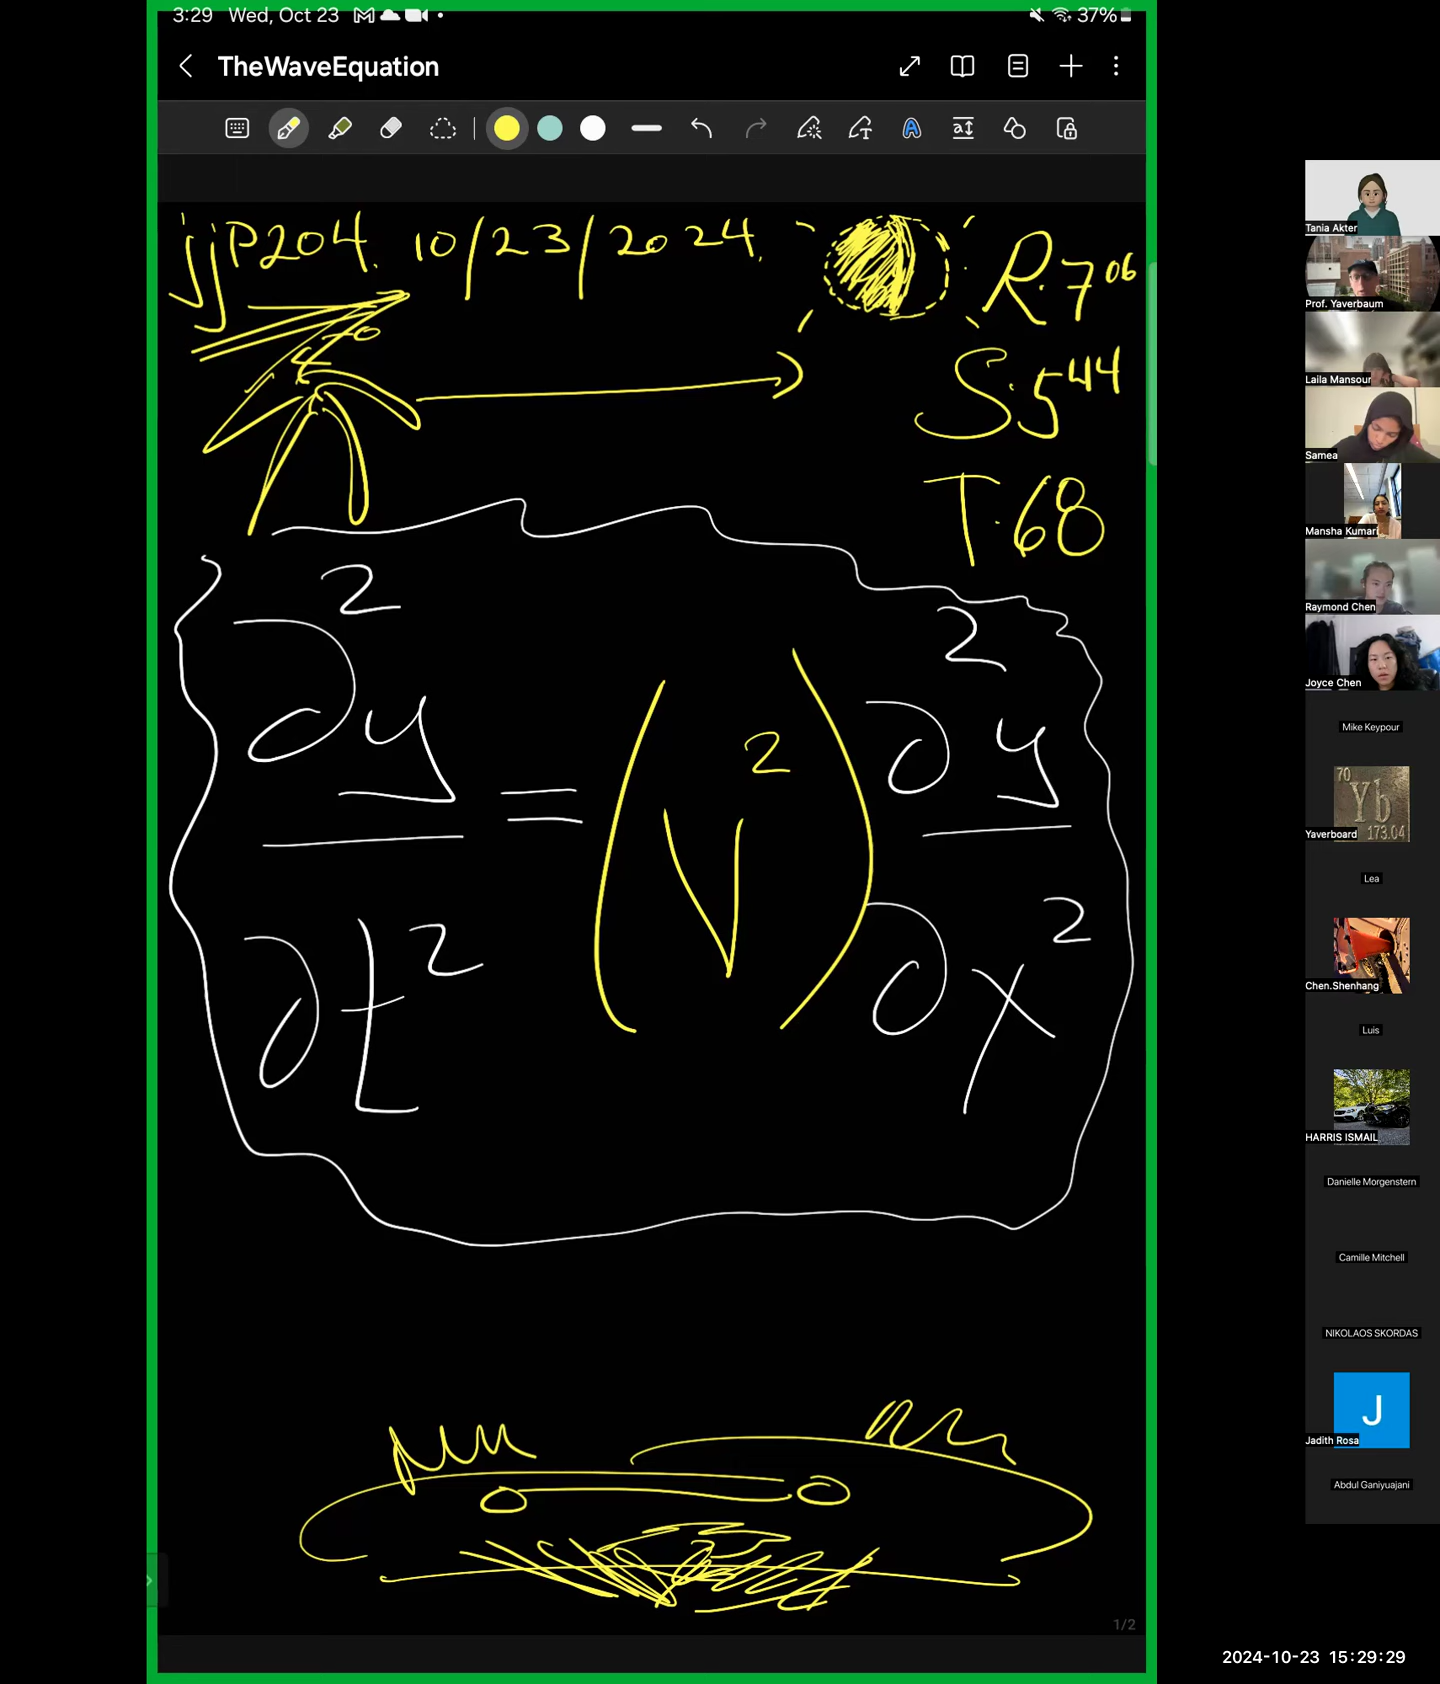 3:29 Wed, Oct 23 37%
TheWaveEquation
jjP204. 10/23/2024.
R.7⁰⁶
S.5⁴⁴
T.68
∂²y/∂t² = (v²) ∂²y/∂x²
1/2
Tania Akter
Prof. Yaverbaum
Laila Mansour
Samea
Mansha Kumari
Raymond Chen
Joyce Chen
Mike Keypour
70
Yb
173.04
Yaverboard
Lea
Chen.Shenhang
Luis
HARRIS ISMAIL
Danielle Morgenstern
Camille Mitchell
NIKOLAOS SKORDAS
J
Jadith Rosa
Abdul Ganiyuajani
2024-10-23 15:29:29